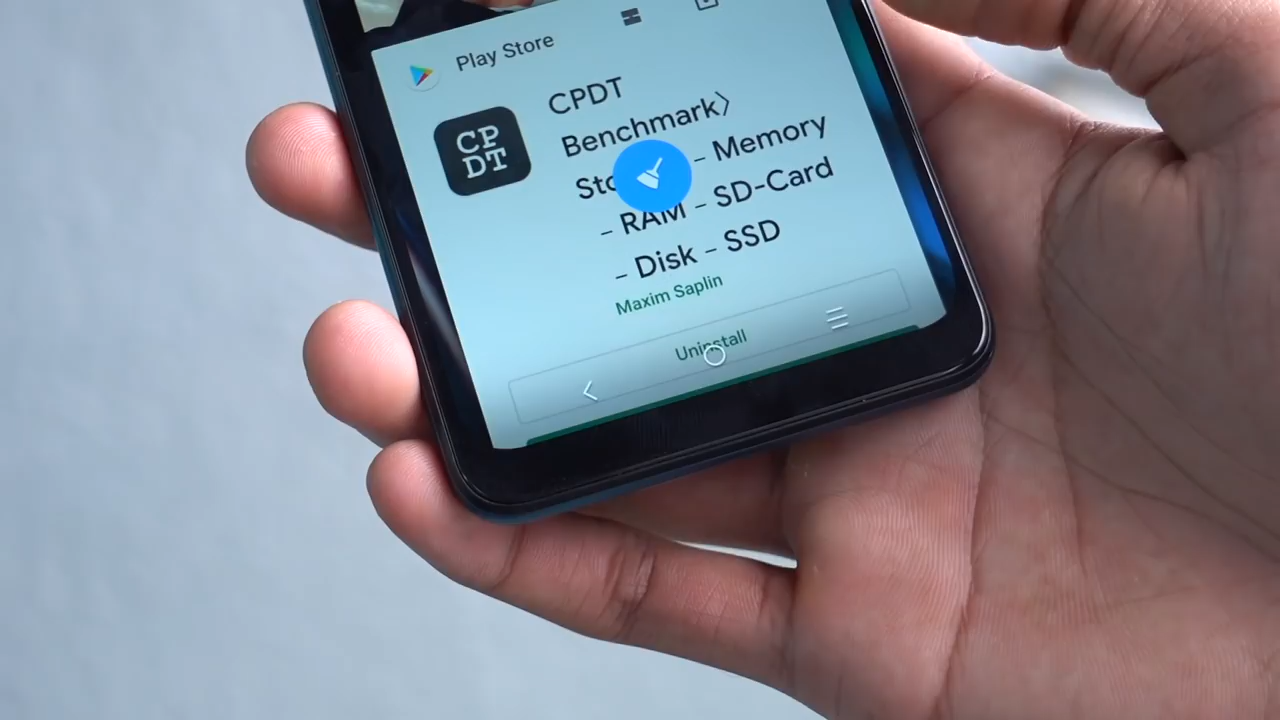 Play Store
CP
DT
CPDT
Benchmark〉
- Memory
- RAM - SD-Card
- Disk - SSD
Maxim Saplin
Uninstall